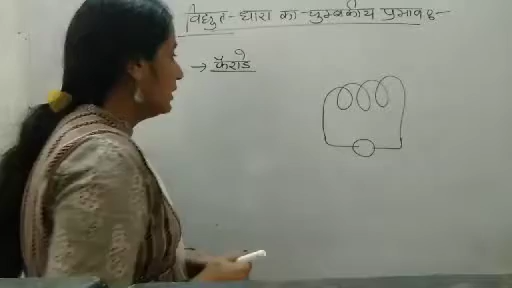 विद्युत - धारा का चुम्बकीय प्रभाव :-
→ फैराडे